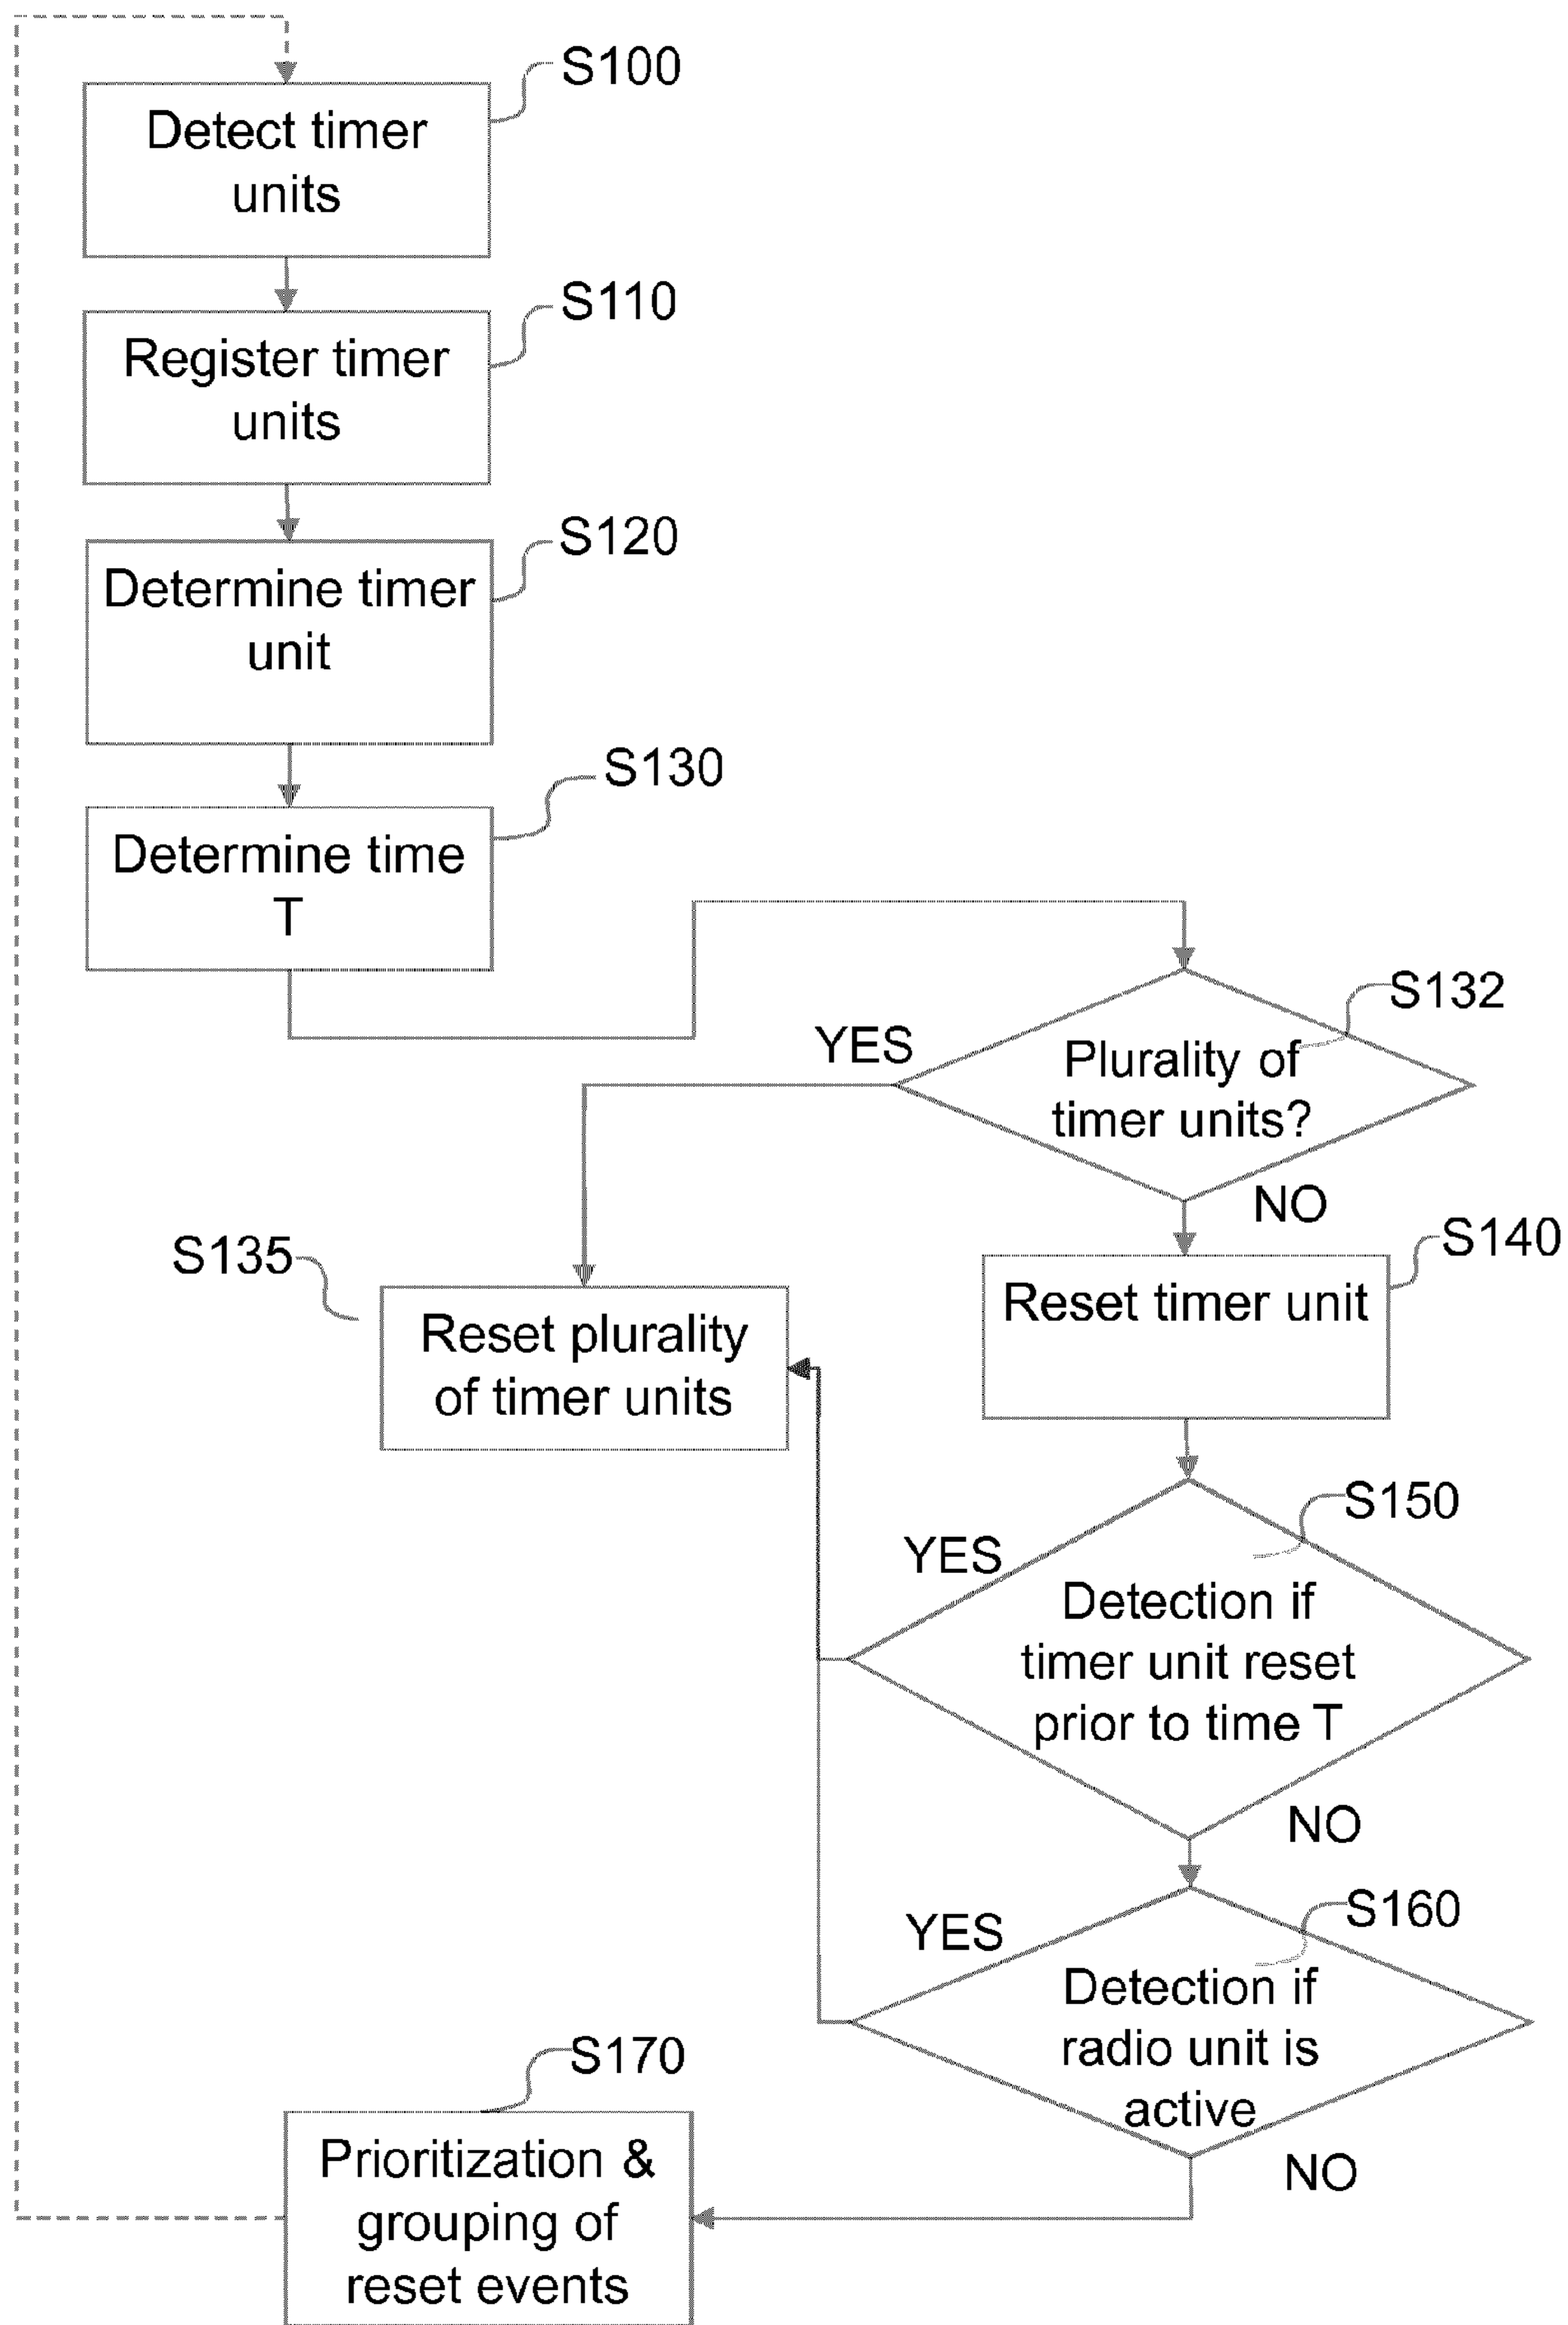 S100
Detect timer
units
S110
Register timer
units
S120
Determine timer
unit
S130
Determine time
T
S132
YES
Plurality of
timer units?
NO
S135
S140
Reset plurality
of timer units
Reset timer unit
S150
YES
Detection if
timer unit reset
prior to time T
NO
S160
YES
Detection if
radio unit is
active
NO
S170
Prioritization &
grouping of
reset events